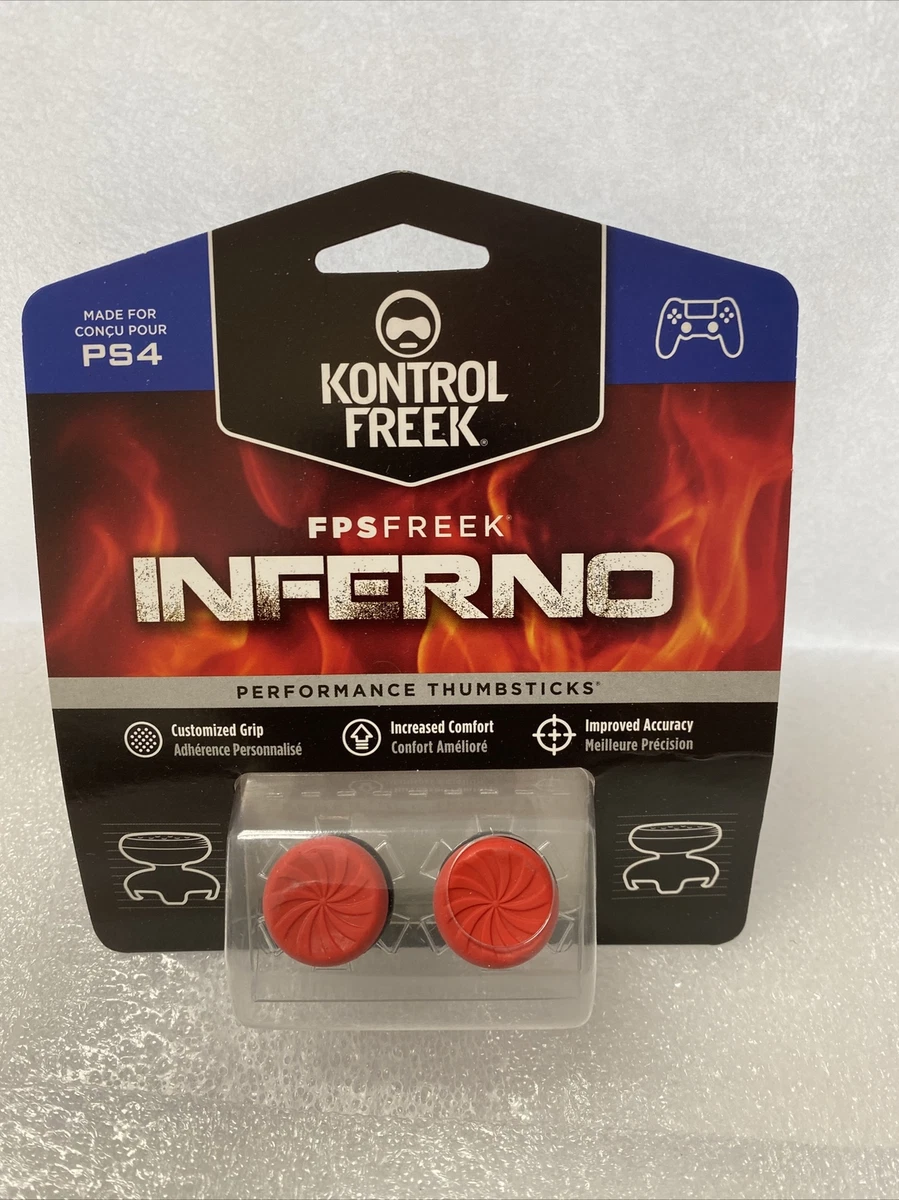 MADE FOR
CONÇU POUR
PS4
KONTROL
FREEK®
FPSFREEK®
INFERNO
PERFORMANCE THUMBSTICKS®
Customized Grip
Adhérence Personnalisé
Increased Comfort
Confort Amélioré
Improved Accuracy
Meilleure Précision